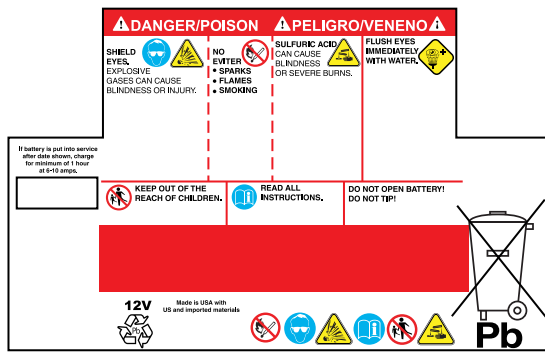 DANGER/POISON
PELIGRO/VENENO
SHIELD
EYES.
EXPLOSIVE
GASES CAN CAUSE
BLINDNESS OR INJURY.
NO
EVITER
• SPARKS
• FLAMES
• SMOKING
SULFURIC ACID
CAN CAUSE
BLINDNESS
OR SEVERE BURNS.
FLUSH EYES
IMMEDIATELY
WITH WATER.
If battery is put into service
after date shown, charge
for minimum of 1 hour
at 6-10 amps.
KEEP OUT OF THE
REACH OF CHILDREN.
READ ALL
INSTRUCTIONS.
DO NOT OPEN BATTERY!
DO NOT TIP!
12V
Pb
Made is USA with
US and imported materials
Pb